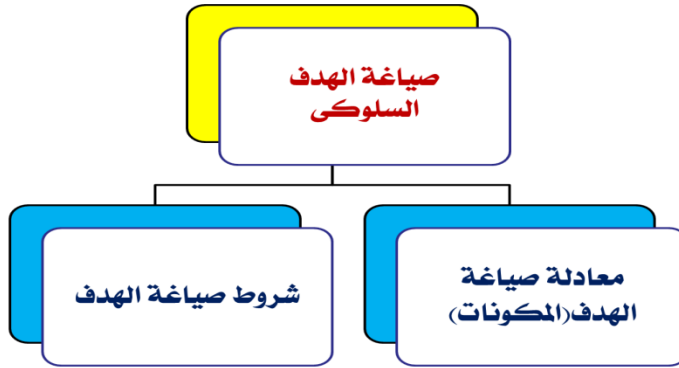 صياغة الهدف
السلوكى
معادلة صياغة
الهدف(المكونات)
شروط صياغة الهدف